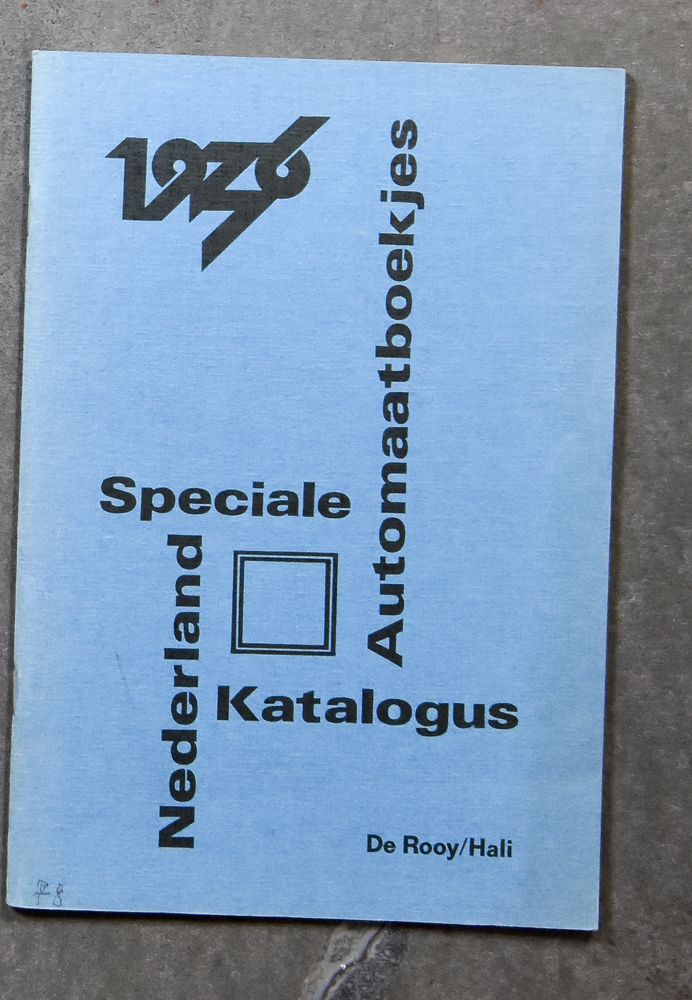 1976
Automaatboekjes
Speciale
Nederland
Katalogus
De Rooy/Hali